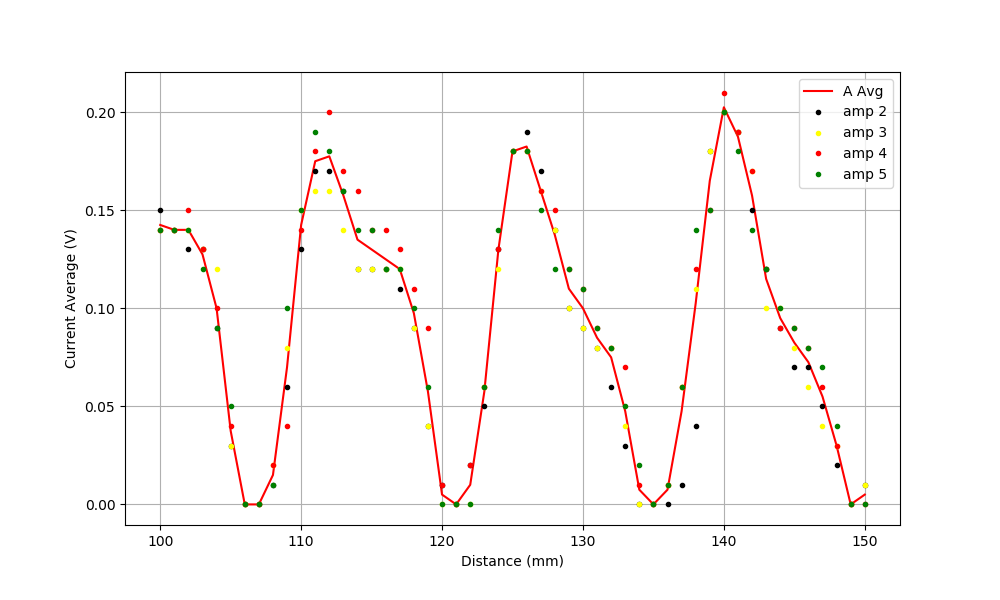 A Avg
amp 2
amp 3
amp 4
amp 5
0.20
0.15
0.10
0.05
0.00
Current Average (V)
100 110 120 130 140 150
Distance (mm)